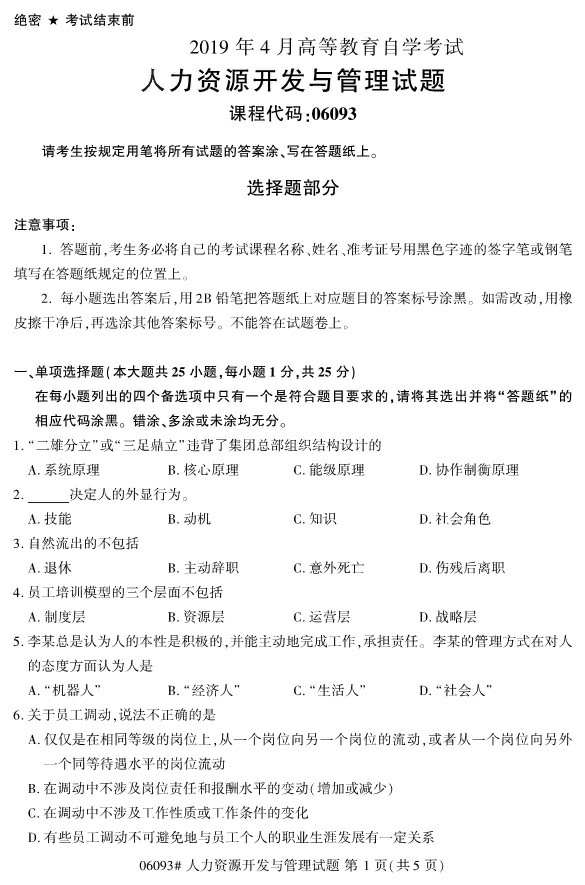 绝密 ★ 考试结束前
2019 年 4 月高等教育自学考试
人力资源开发与管理试题
课程代码:06093
请考生按规定用笔将所有试题的答案涂、写在答题纸上。
选择题部分
注意事项:
1. 答题前,考生务必将自己的考试课程名称、姓名、准考证号用黑色字迹的签字笔或钢笔
填写在答题纸规定的位置上。
2. 每小题选出答案后,用 2B 铅笔把答题纸上对应题目的答案标号涂黑。如需改动,用橡
皮擦干净后,再选涂其他答案标号。不能答在试题卷上。
一、单项选择题(本大题共 25 小题,每小题 1 分,共 25 分)
在每小题列出的四个备选项中只有一个是符合题目要求的,请将其选出并将“答题纸”的
相应代码涂黑。错涂、多涂或未涂均无分。
1. “二雄分立”或“三足鼎立”违背了集团总部组织结构设计的
A. 系统原理 B. 核心原理 C. 能级原理 D. 协作制衡原理
2. ______决定人的外显行为。
A. 技能 B. 动机 C. 知识 D. 社会角色
3. 自然流出的不包括
A. 退休 B. 主动辞职 C. 意外死亡 D. 伤残后离职
4. 员工培训模型的三个层面不包括
A. 制度层 B. 资源层 C. 运营层 D. 战略层
5. 李某总是认为人的本性是积极的,并能主动地完成工作,承担责任。李某的管理方式在对人
的态度方面认为人是
A. “机器人” B. “经济人” C. “生活人” D. “社会人”
6. 关于员工调动,说法不正确的是
A. 仅仅是在相同等级的岗位上,从一个岗位向另一个岗位的流动,或者从一个岗位向另外
一个同等待遇水平的岗位流动
B. 在调动中不涉及岗位责任和报酬水平的变动(增加或减少)
C. 在调动中不涉及工作性质或工作条件的变化
D. 有些员工调动不可避免地与员工个人的职业生涯发展有一定关系
06093# 人力资源开发与管理试题 第 1 页(共 5 页)